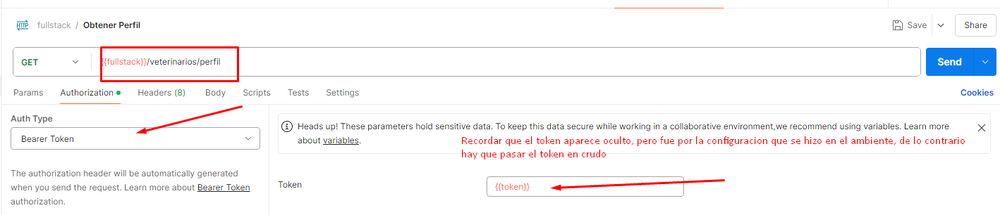 HTTP fullstack / Obtener Perfil Save Share
GET {{fullstack}}/veterinarios/perfil Send
Params Authorization Headers (8) Body Scripts Tests Settings Cookies
Auth Type
Bearer Token
The authorization header will be automatically generated
when you send the request. Learn more about Bearer Token
authorization.
Heads up! These parameters hold sensitive data. To keep this data secure while working in a collaborative environment,we recommend using variables. Learn more
about variables.
Recordar que el token aparece oculto, pero fue por la configuracion que se hizo en el ambiente, de lo contrario
hay que pasar el token en crudo
Token {{token}}